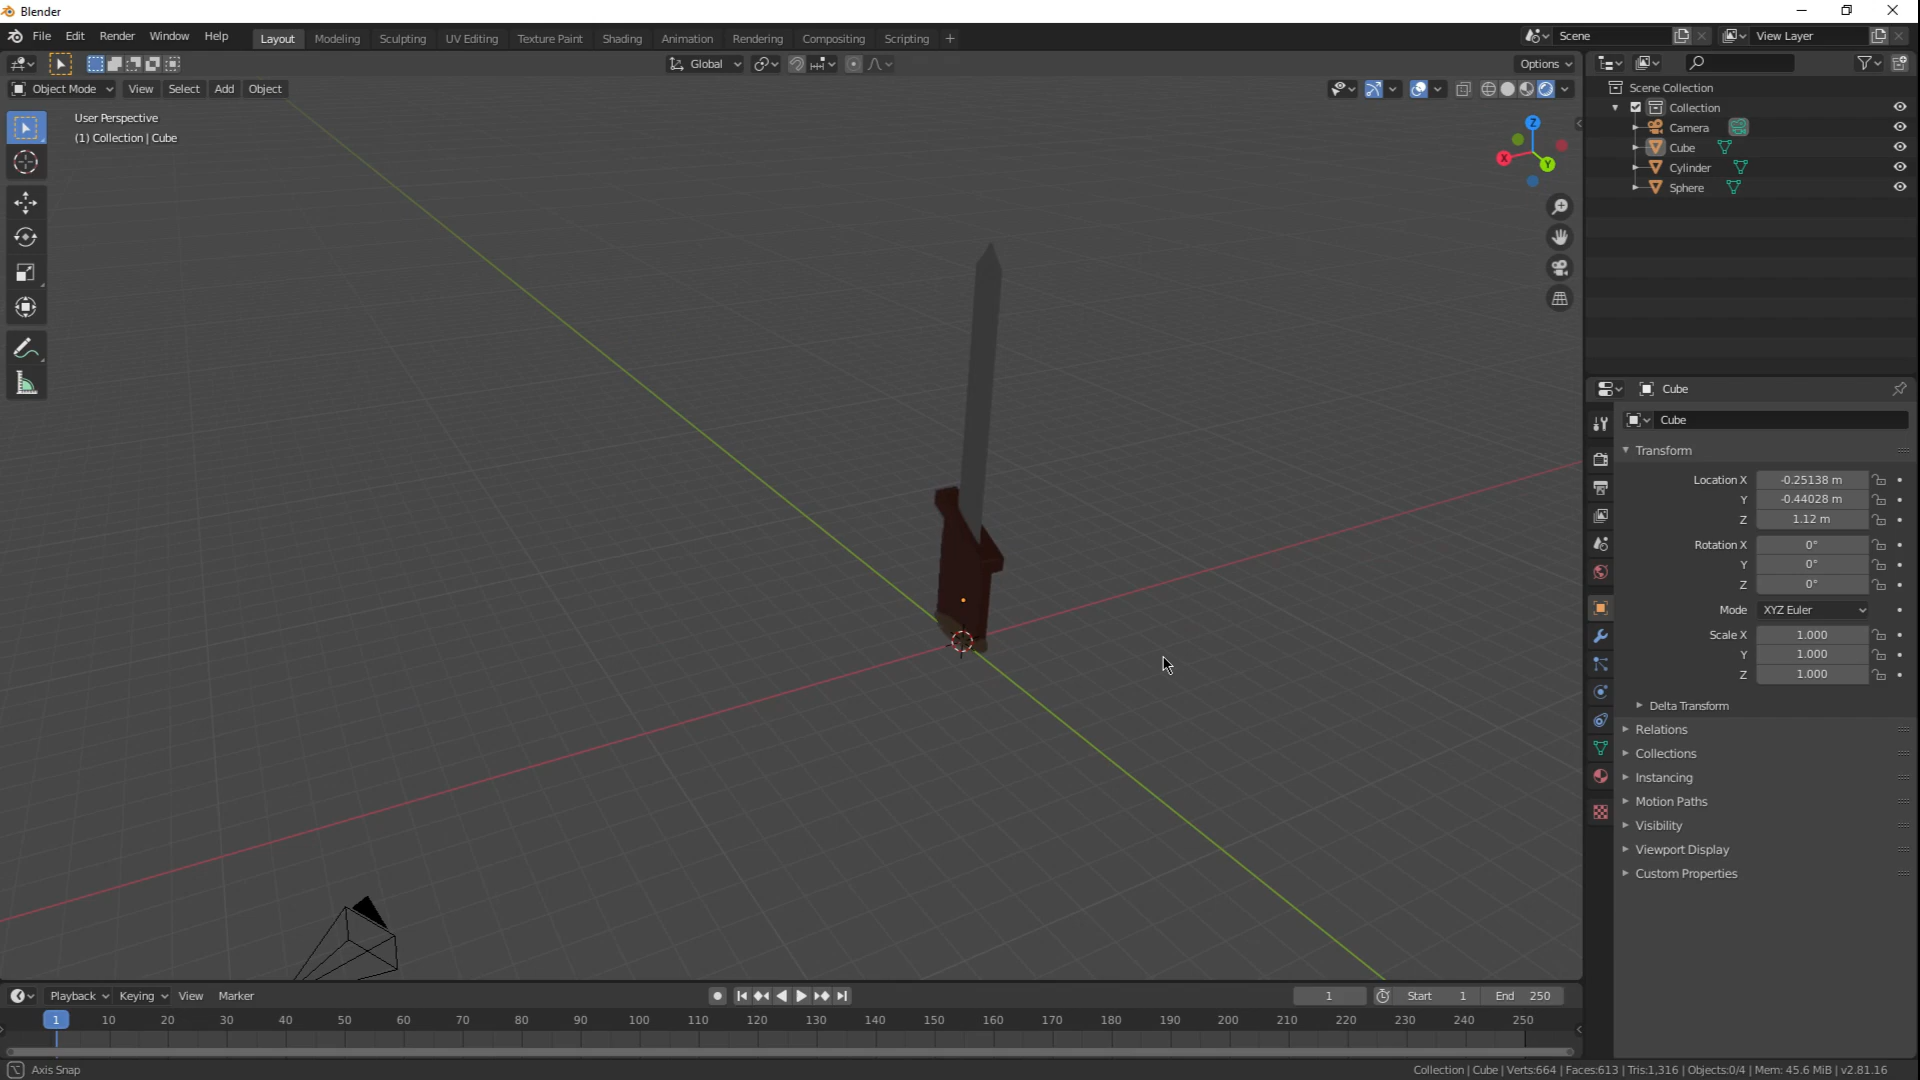 Blender
File Edit Render Window Help
Layout Modeling Sculpting UV Editing Texture Paint Shading Animation Rendering Compositing Scripting +
Scene
View Layer
Global
Options
Object Mode View Select Add Object
User Perspective
(1) Collection | Cube
Z
X
Y
Scene Collection
Collection
Camera
Cube
Cylinder
Sphere
Cube
Cube
Transform
Location X -0.25138 m
Y -0.44028 m
Z 1.12 m
Rotation X 0°
Y 0°
Z 0°
Mode XYZ Euler
Scale X 1.000
Y 1.000
Z 1.000
Delta Transform
Relations
Collections
Instancing
Motion Paths
Visibility
Viewport Display
Custom Properties
Playback Keying View Marker
1 Start 1 End 250
1 10 20 30 40 50 60 70 80 90 100 110 120 130 140 150 160 170 180 190 200 210 220 230 240 250
Axis Snap
Collection | Cube | Verts:664 | Faces:613 | Tris:1,316 | Objects:0/4 | Mem: 45.6 MiB | v2.81.16